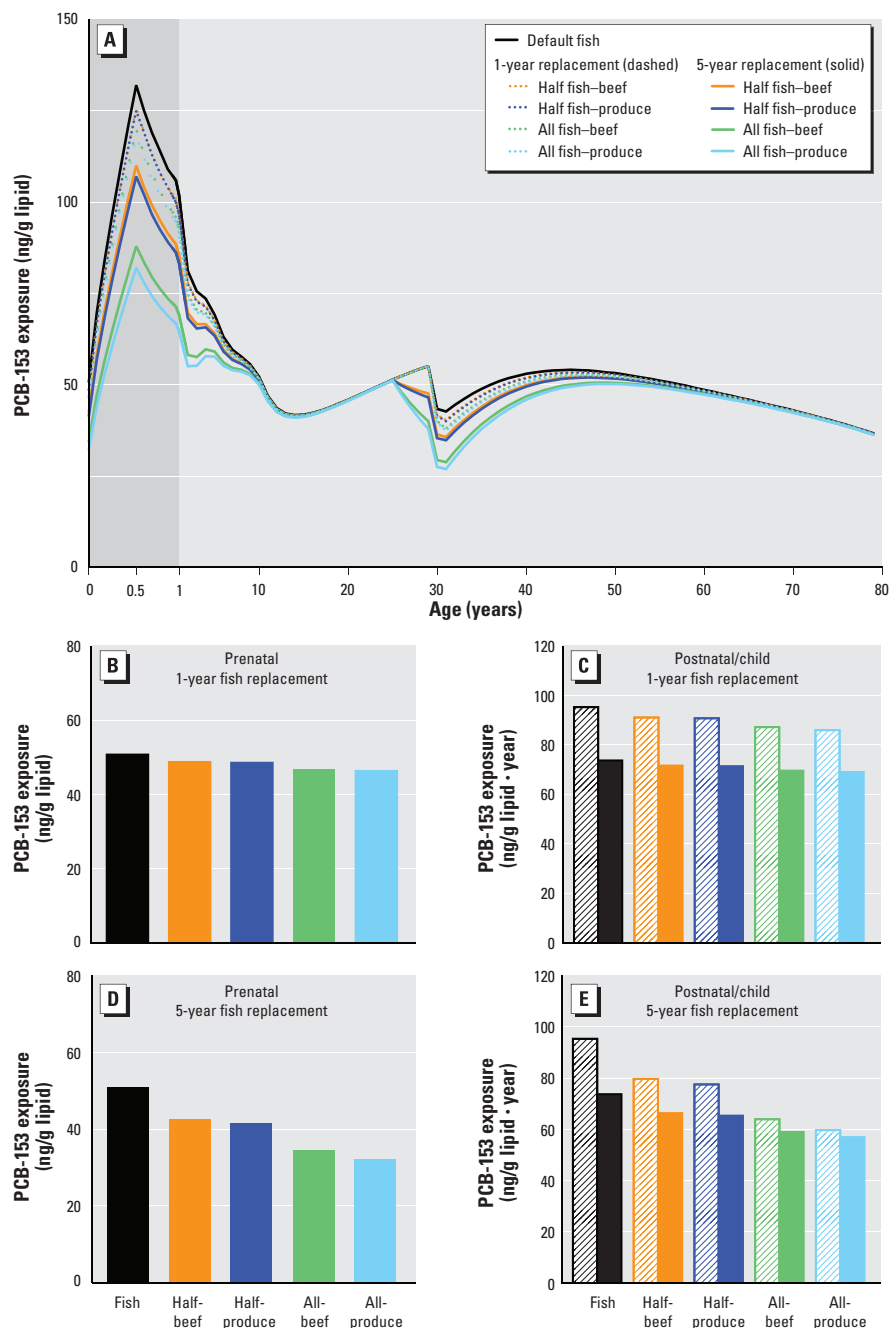 A
150
100
50
0
PCB-153 exposure (ng/g lipid)
Default fish
1-year replacement (dashed) 5-year replacement (solid)
Half fish–beef Half fish–beef
Half fish–produce Half fish–produce
All fish–beef All fish–beef
All fish–produce All fish–produce
0 0.5 1 10 20 30 40 50 60 70 80
Age (years)
B
Prenatal
1-year fish replacement
80
60
40
20
0
PCB-153 exposure
(ng/g lipid)
C
Postnatal/child
1-year fish replacement
120
100
80
60
40
20
0
PCB-153 exposure
(ng/g lipid • year)
D
Prenatal
5-year fish replacement
80
60
40
20
0
PCB-153 exposure
(ng/g lipid)
Fish Half- Half- All- All-
beef produce beef produce
E
Postnatal/child
5-year fish replacement
120
100
80
60
40
20
0
PCB-153 exposure
(ng/g lipid • year)
Fish Half- Half- All- All-
beef produce beef produce